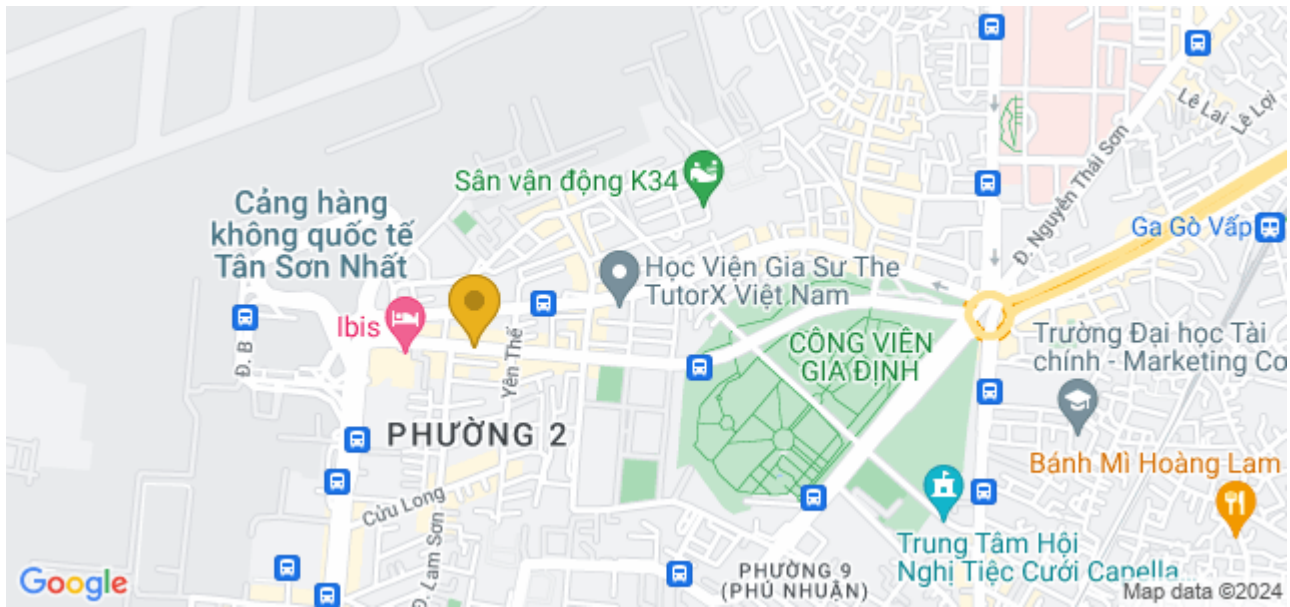 Lê Lai
Lê Lợi
Đ. Nguyễn Thái Sơn
Sân vận động K34
Cảng hàng
không quốc tế
Tân Sơn Nhất
Ga Gò Vấp
Học Viện Gia Sư The
TutorX Việt Nam
Ibis
Đ. B
Yên Thế
CÔNG VIÊN
GIA ĐỊNH
Trường Đại học Tài
chính - Marketing Cơ
PHƯỜNG 2
Bánh Mì Hoàng Lam
Cửu Long
Đ. Lam Sơn
Trung Tâm Hội
Nghị Tiệc Cưới Capella...
PHƯỜNG 9
(PHÚ NHUẬN)
Google
Map data ©2024